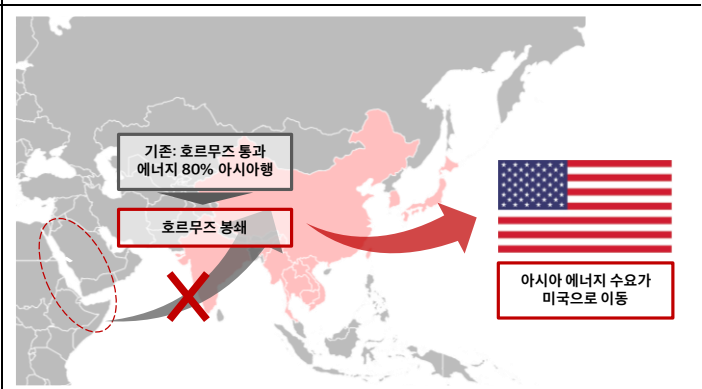 기존: 호르무즈 통과
에너지 80% 아시아행
호르무즈 봉쇄
아시아 에너지 수요가
미국으로 이동